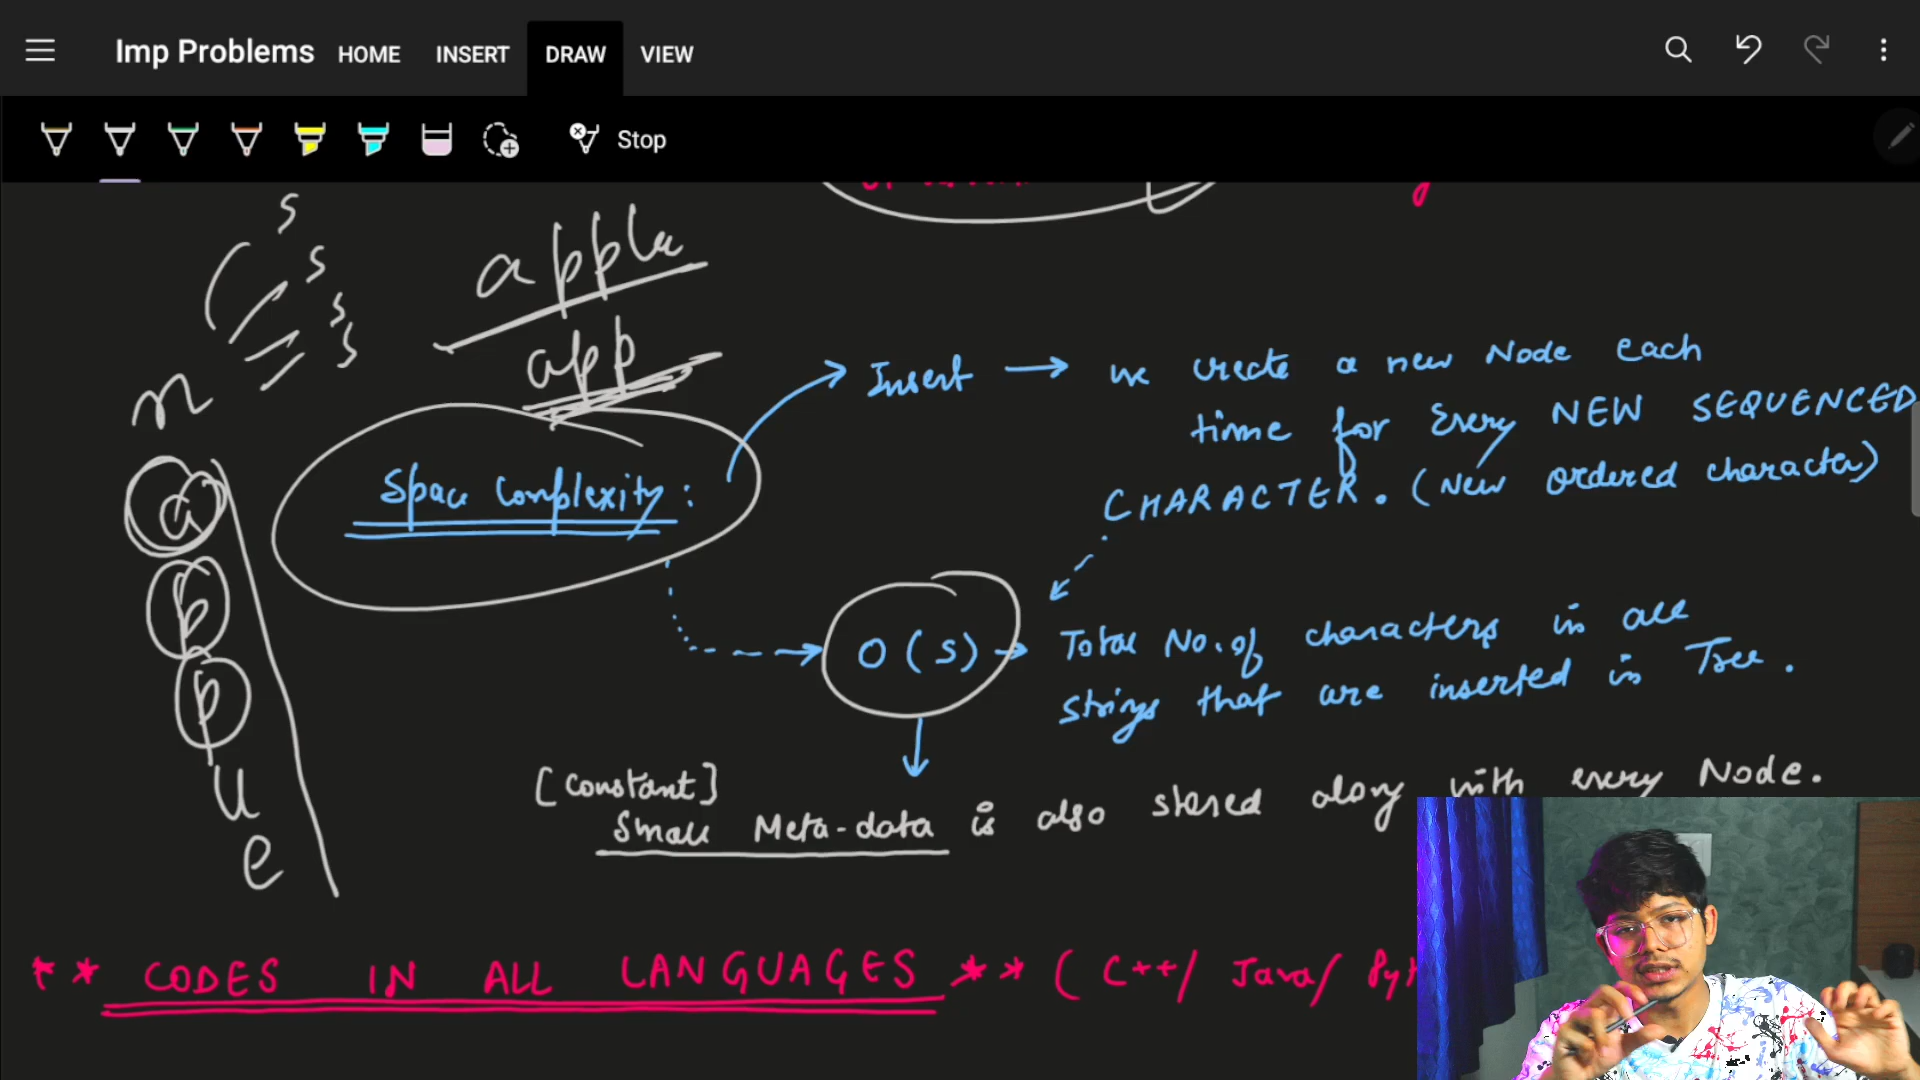 Imp Problems HOME INSERT DRAW VIEW
Stop
s
s
s
s
n
apple
app
a
p
p
l
e
Space Complexity:
Insert → we create a new Node each
time for Every NEW SEQUENCED
CHARACTER. (New ordered character)
O(S) → Total No. of characters in all
strings that are inserted in Tree.
[Constant]
Small Meta-data is also stored along with every Node.
** CODES IN ALL LANGUAGES ** (C++/ Java/ Py